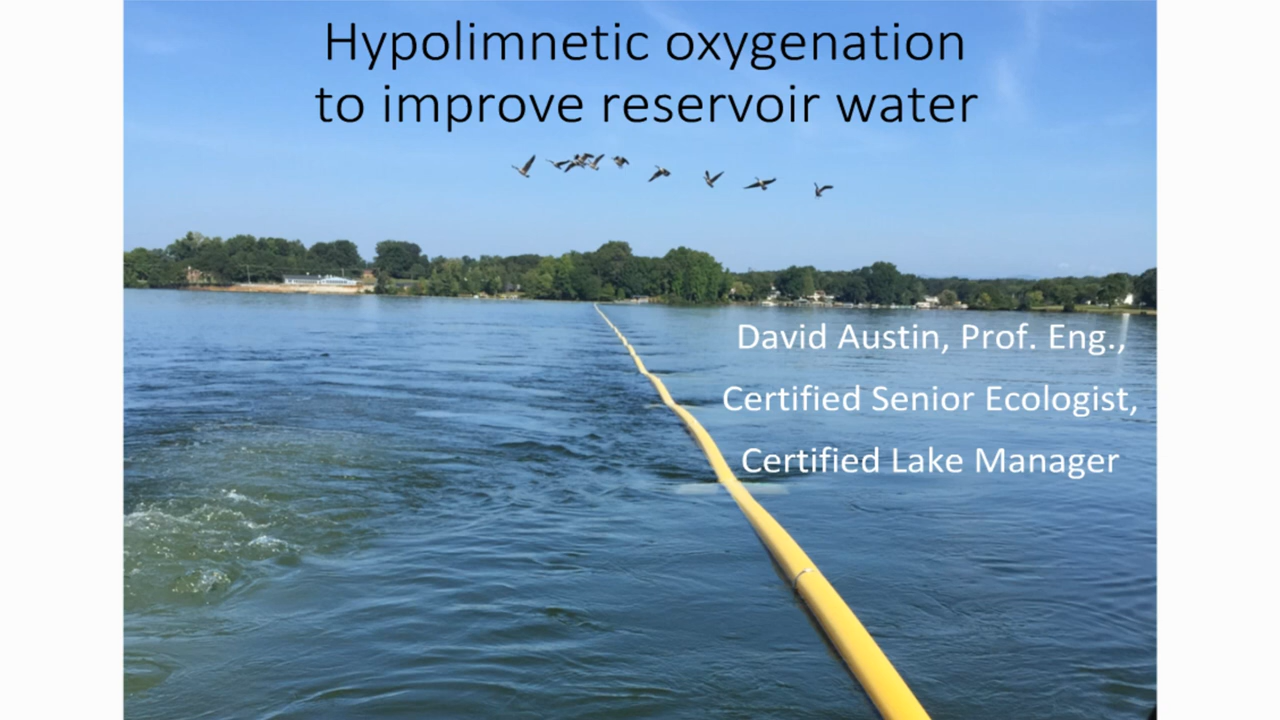 Hypolimnetic oxygenation
to improve reservoir water
David Austin, Prof. Eng.,
Certified Senior Ecologist,
Certified Lake Manager